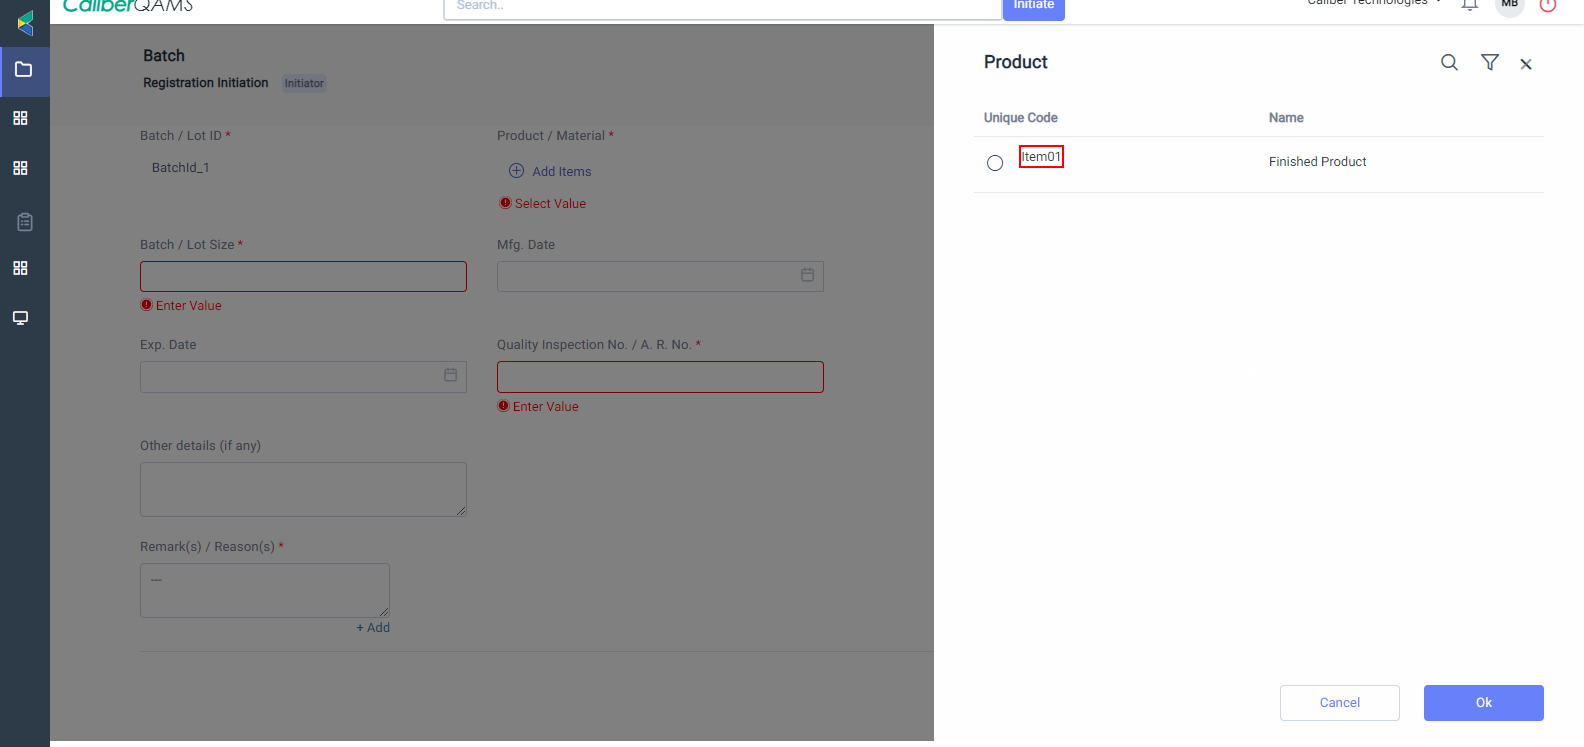 CaliberQAMS
Search..
Initiate
Caliber Technologies
MB
Batch
Registration Initiation
Initiator
Batch / Lot ID *
Product / Material *
BatchId_1
Add Items
Select Value
Batch / Lot Size *
Mfg. Date
Enter Value
Exp. Date
Quality Inspection No. / A. R. No. *
Enter Value
Other details (if any)
Remark(s) / Reason(s) *
---
+ Add
Product
Unique Code
Name
Item01
Finished Product
Cancel
Ok